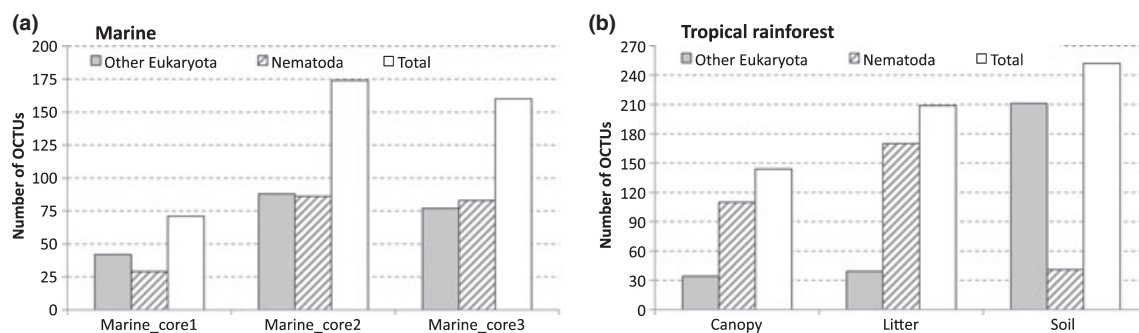 (a) Marine
Number of OCTUs
Other Eukaryota Nematoda Total
200
175
150
125
100
75
50
25
0
Marine_core1 Marine_core2 Marine_core3
(b) Tropical rainforest
Number of OCTUs
Other Eukaryota Nematoda Total
270
240
210
180
150
120
90
60
30
0
Canopy Litter Soil